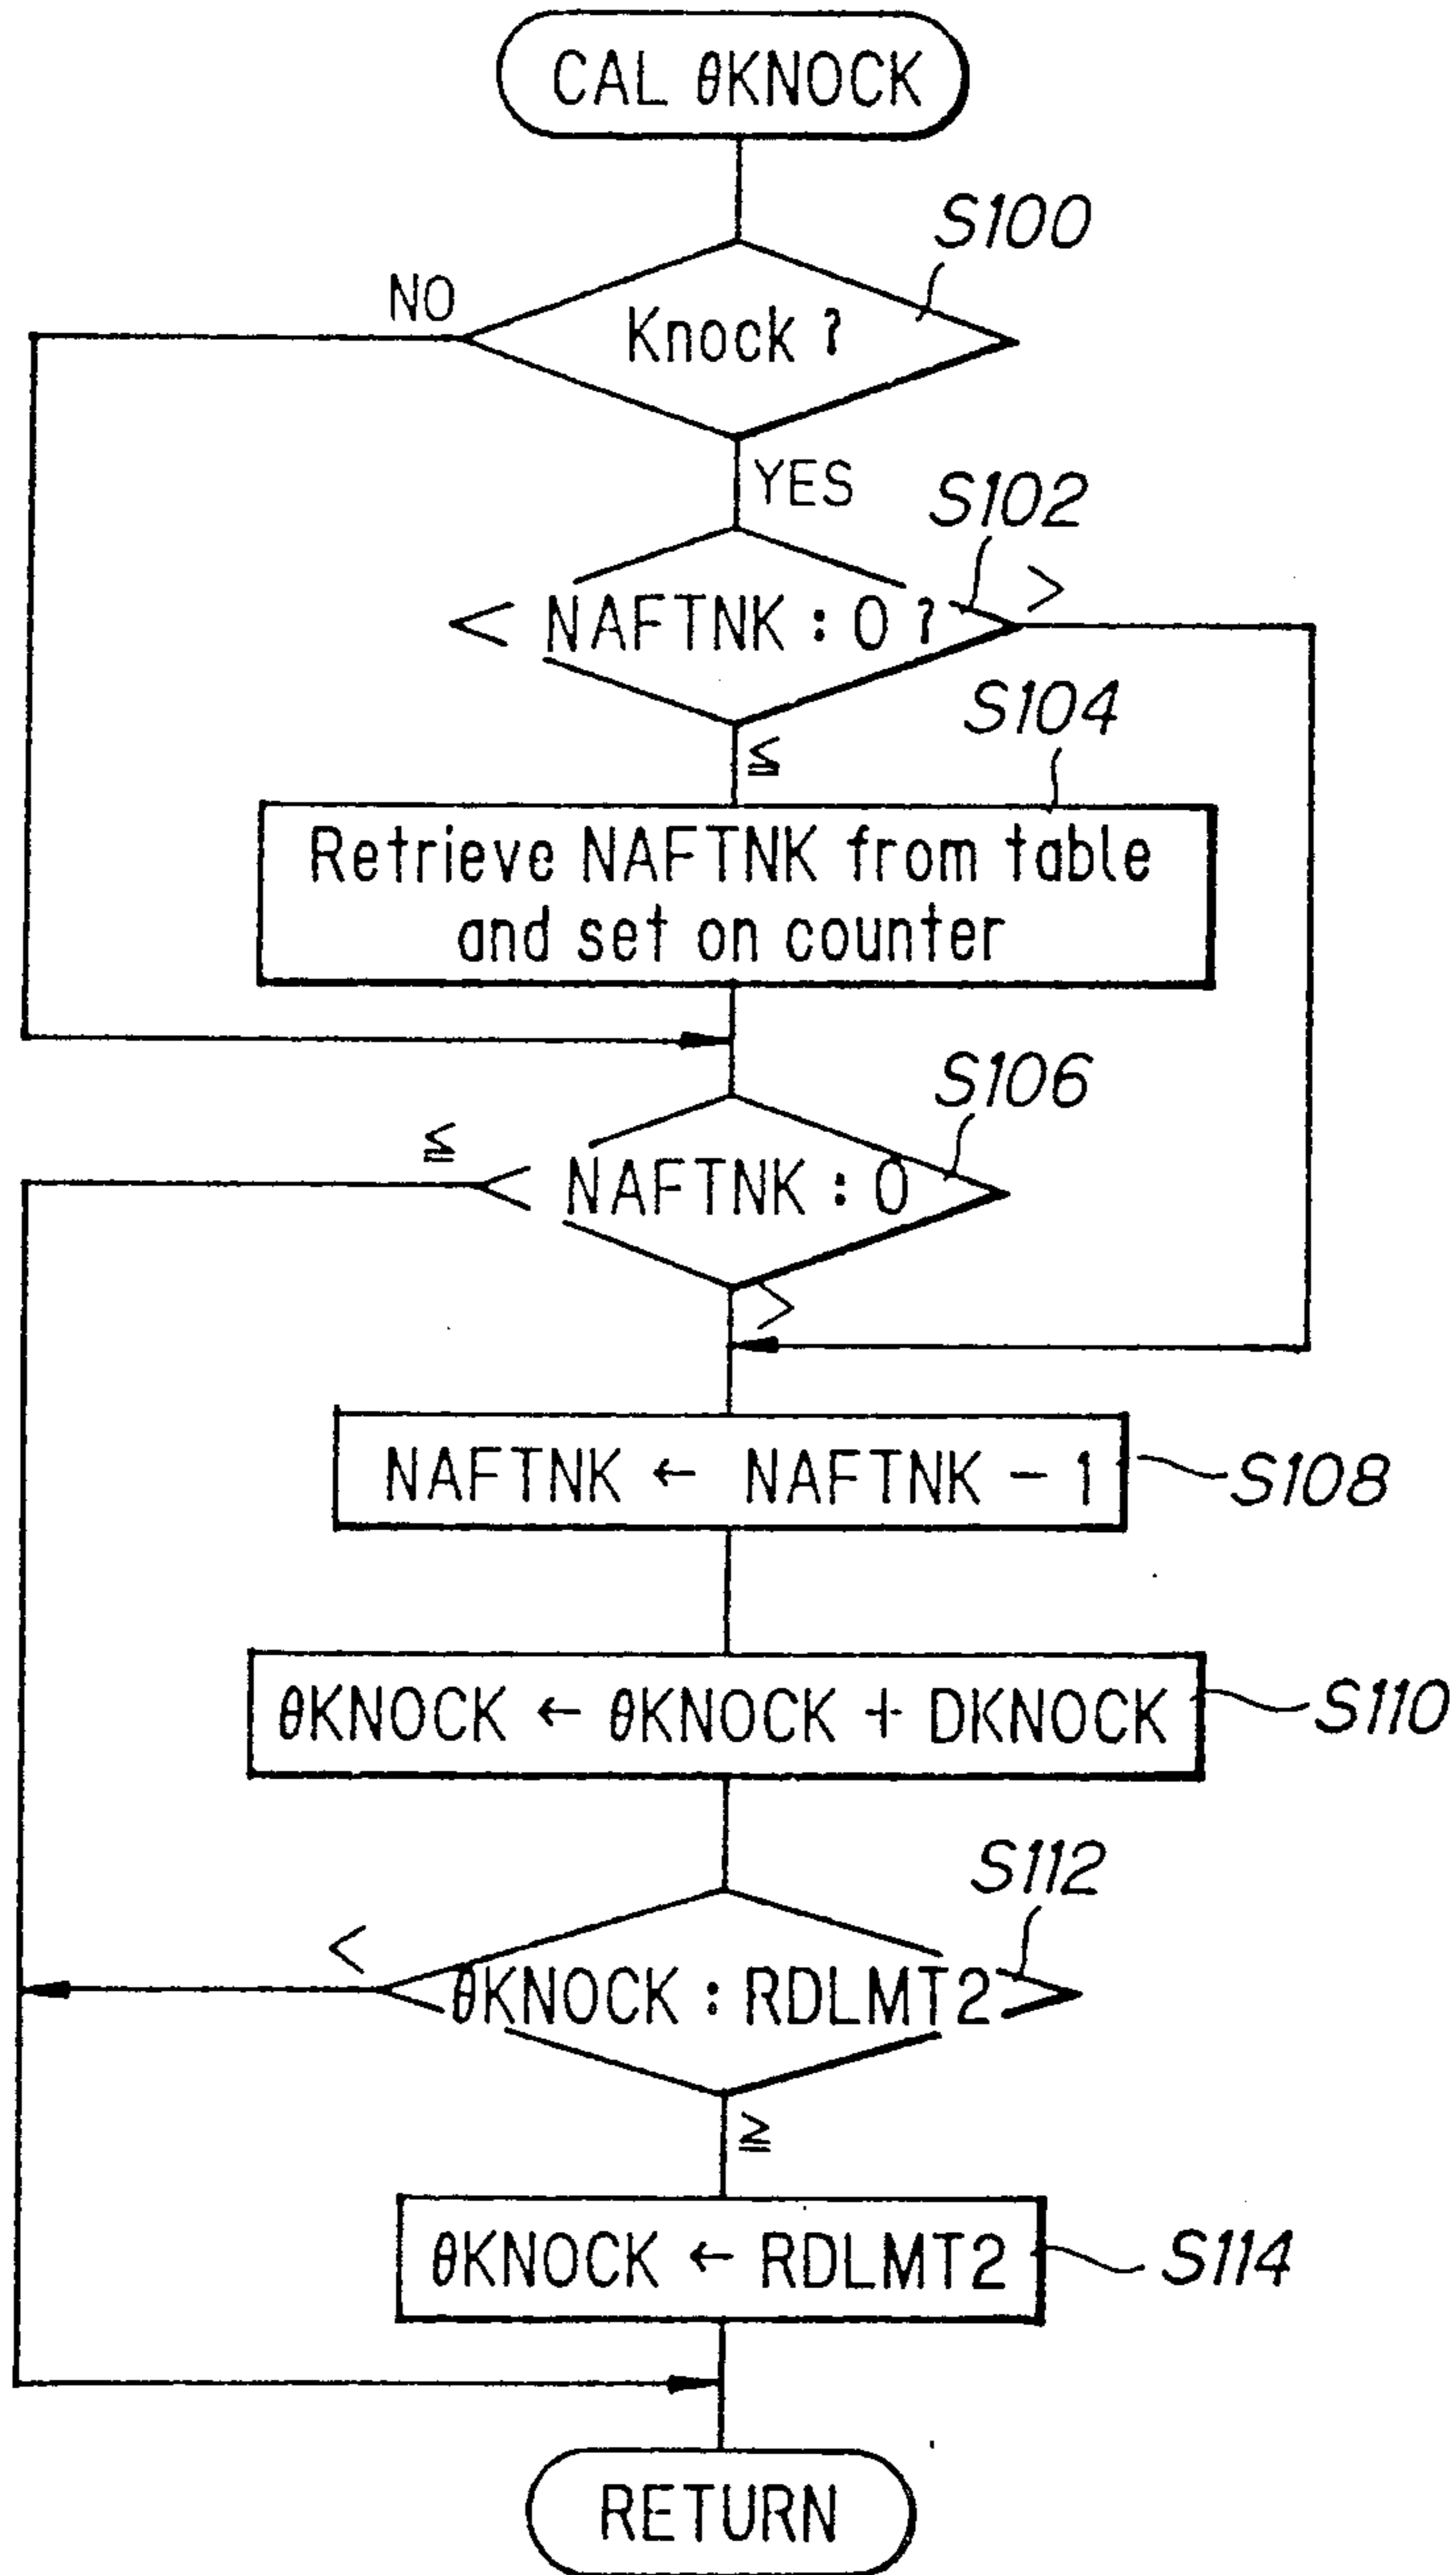 CAL θKNOCK
S100
NO
Knock ?
YES
S102
NAFTNK : 0 ?
>
S104
≦
Retrieve NAFTNK from table
and set on counter
S106
≦
NAFTNK : 0
>
NAFTNK ← NAFTNK - 1
S108
θKNOCK ← θKNOCK + DKNOCK
S110
S112
<
θKNOCK : RDLMT2
≧
θKNOCK ← RDLMT2
S114
RETURN